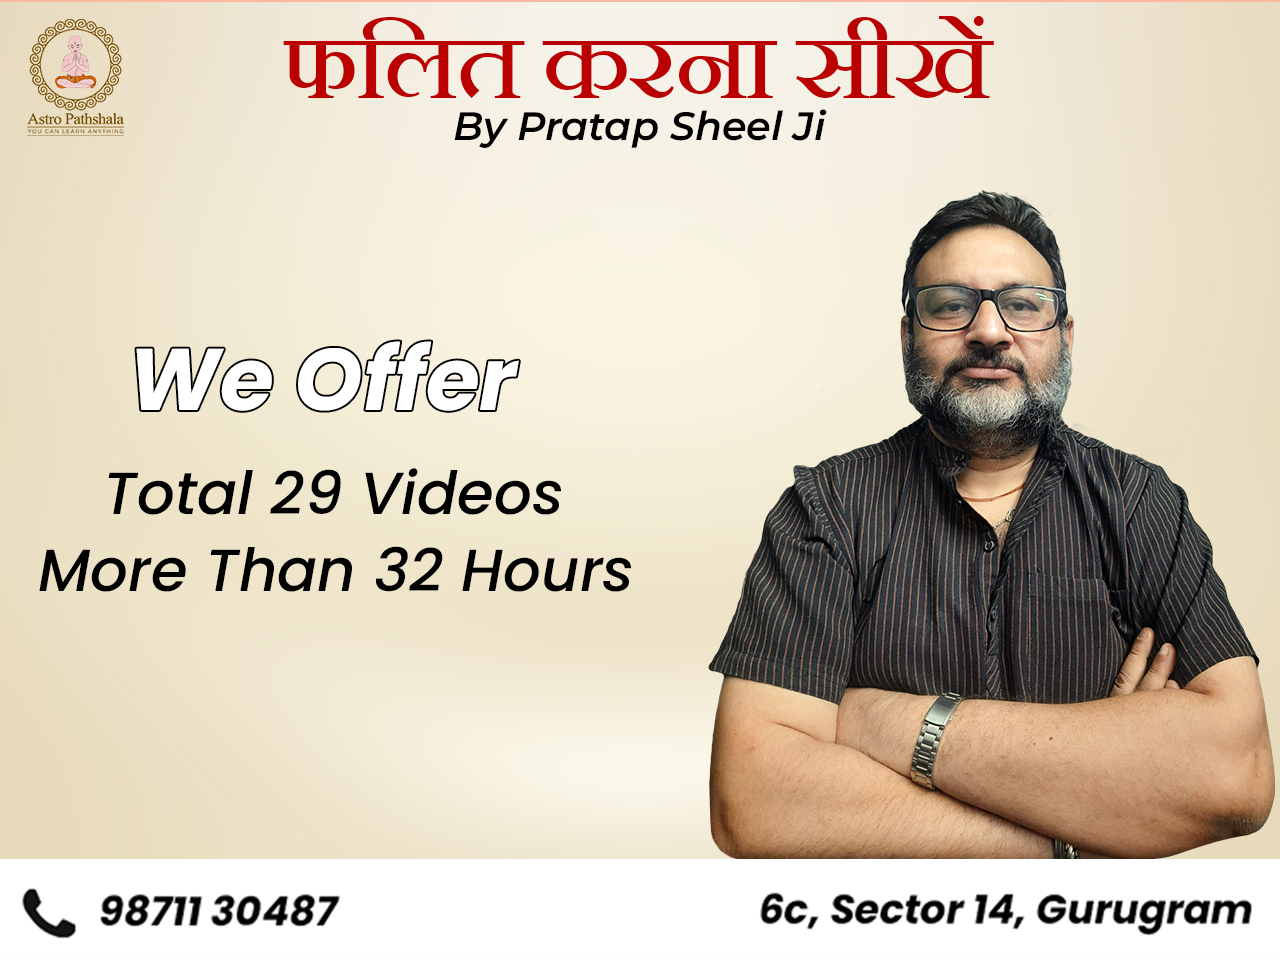 Astro Pathshala
YOU CAN LEARN ANYTHING
फलित करना सीखें
By Pratap Sheel Ji
We Offer
Total 29 Videos
More Than 32 Hours
98711 30487
6c, Sector 14, Gurugram